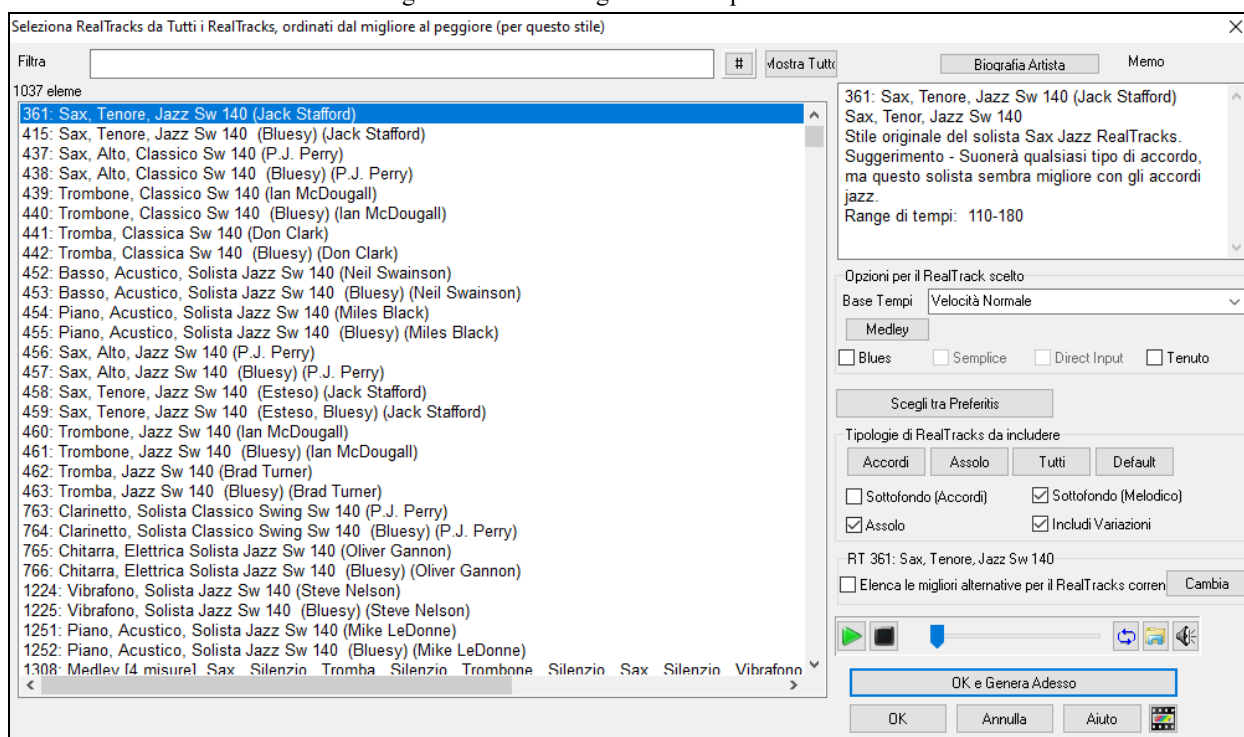 Seleziona RealTracks da Tutti i RealTracks, ordinati dal migliore al peggiore (per questo stile)
Filtra
#
Mostra Tutto
Biografia Artista
Memo
1037 eleme
361: Sax, Tenore, Jazz Sw 140 (Jack Stafford)
415: Sax, Tenore, Jazz Sw 140 (Bluesy) (Jack Stafford)
437: Sax, Alto, Classico Sw 140 (P.J. Perry)
438: Sax, Alto, Classico Sw 140 (Bluesy) (P.J. Perry)
439: Trombone, Classico Sw 140 (Ian McDougall)
440: Trombone, Classico Sw 140 (Bluesy) (Ian McDougall)
441: Tromba, Classica Sw 140 (Don Clark)
442: Tromba, Classica Sw 140 (Bluesy) (Don Clark)
452: Basso, Acustico, Solista Jazz Sw 140 (Neil Swainson)
453: Basso, Acustico, Solista Jazz Sw 140 (Bluesy) (Neil Swainson)
454: Piano, Acustico, Solista Jazz Sw 140 (Miles Black)
455: Piano, Acustico, Solista Jazz Sw 140 (Bluesy) (Miles Black)
456: Sax, Alto, Jazz Sw 140 (P.J. Perry)
457: Sax, Alto, Jazz Sw 140 (Bluesy) (P.J. Perry)
458: Sax, Tenore, Jazz Sw 140 (Esteso) (Jack Stafford)
459: Sax, Tenore, Jazz Sw 140 (Esteso, Bluesy) (Jack Stafford)
460: Trombone, Jazz Sw 140 (Ian McDougall)
461: Trombone, Jazz Sw 140 (Bluesy) (Ian McDougall)
462: Tromba, Jazz Sw 140 (Brad Turner)
463: Tromba, Jazz Sw 140 (Bluesy) (Brad Turner)
763: Clarinetto, Solista Classico Swing Sw 140 (P.J. Perry)
764: Clarinetto, Solista Classico Swing Sw 140 (Bluesy) (P.J. Perry)
765: Chitarra, Elettrica Solista Jazz Sw 140 (Oliver Gannon)
766: Chitarra, Elettrica Solista Jazz Sw 140 (Bluesy) (Oliver Gannon)
1224: Vibrafono, Solista Jazz Sw 140 (Steve Nelson)
1225: Vibrafono, Solista Jazz Sw 140 (Bluesy) (Steve Nelson)
1251: Piano, Acustico, Solista Jazz Sw 140 (Mike LeDonne)
1252: Piano, Acustico, Solista Jazz Sw 140 (Bluesy) (Mike LeDonne)
1308: Medley [4 misure] Sax Silenzio Tromba Silenzio Trombone Silenzio Sax Silenzio Vibrafono
361: Sax, Tenore, Jazz Sw 140 (Jack Stafford)
Sax, Tenor, Jazz Sw 140
Stile originale del solista Sax Jazz RealTracks.
Suggerimento - Suonerà qualsiasi tipo di accordo,
ma questo solista sembra migliore con gli accordi
jazz.
Range di tempi: 110-180
Opzioni per il RealTrack scelto
Base Tempi Velocità Normale
Medley
Blues Semplice Direct Input Tenuto
Scegli tra Preferitis
Tipologie di RealTracks da includere
Accordi Assolo Tutti Default
Sottofondo (Accordi) Sottofondo (Melodico)
Assolo Includi Variazioni
RT 361: Sax, Tenore, Jazz Sw 140
Elenca le migliori alternative per il RealTracks corren Cambia
OK e Genera Adesso
OK Annulla Aiuto